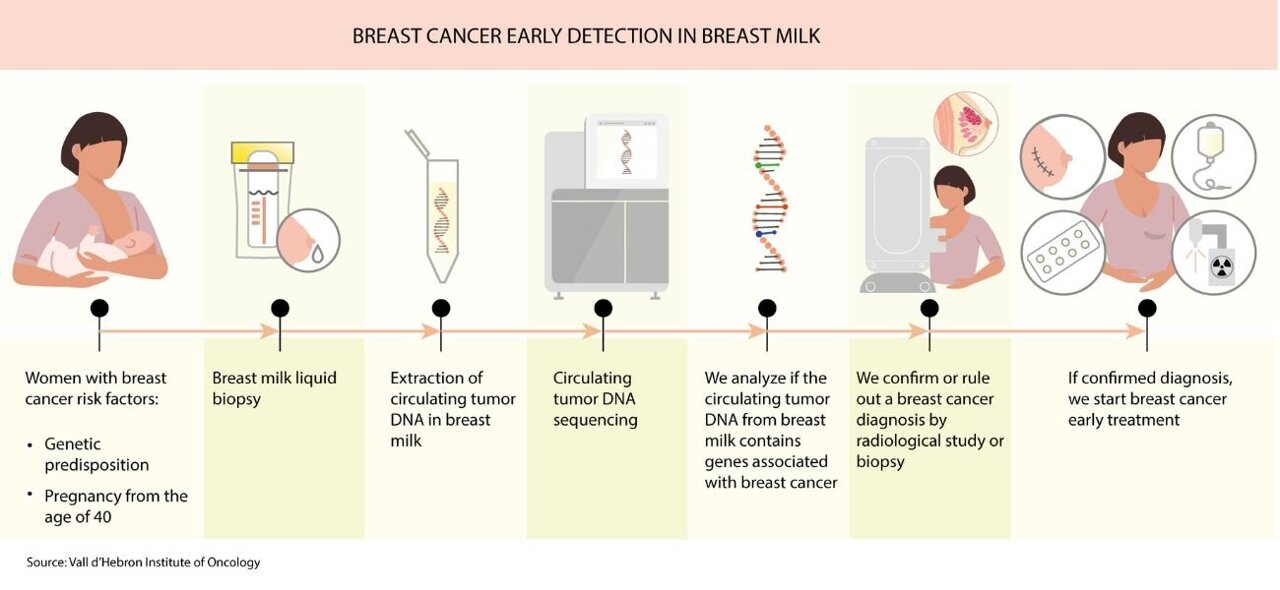 BREAST CANCER EARLY DETECTION IN BREAST MILK
Women with breast
cancer risk factors:
• Genetic
predisposition
• Pregnancy from the
age of 40
Breast milk liquid
biopsy
Extraction of
circulating tumor
DNA in breast
milk
Circulating
tumor DNA
sequencing
We analyze if the
circulating tumor
DNA from breast
milk contains
genes associated
with breast cancer
We confirm or rule
out a breast cancer
diagnosis by
radiological study or
biopsy
If confirmed diagnosis,
we start breast cancer
early treatment
Source: Vall d’Hebron Institute of Oncology